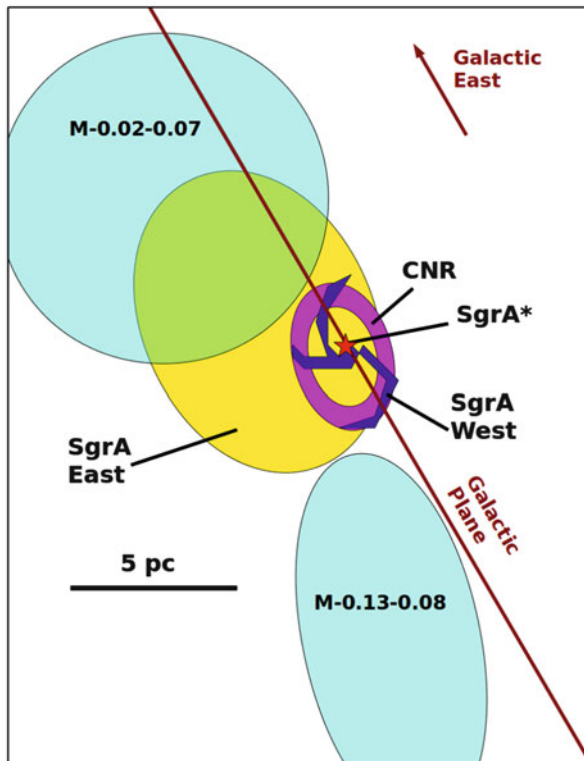 Galactic
East
M-0.02-0.07
CNR
SgrA*
SgrA
West
SgrA
East
Galactic
Plane
5 pc
M-0.13-0.08